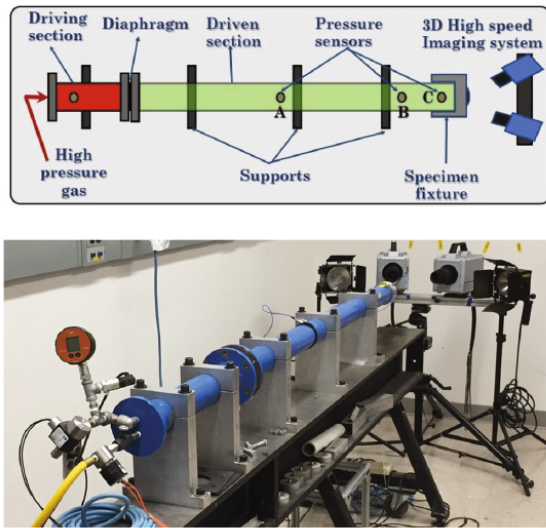 Driving
section
Diaphragm
Driven
section
Pressure
sensors
3D High speed
Imaging system
A
B
C
High
pressure
gas
Supports
Specimen
fixture